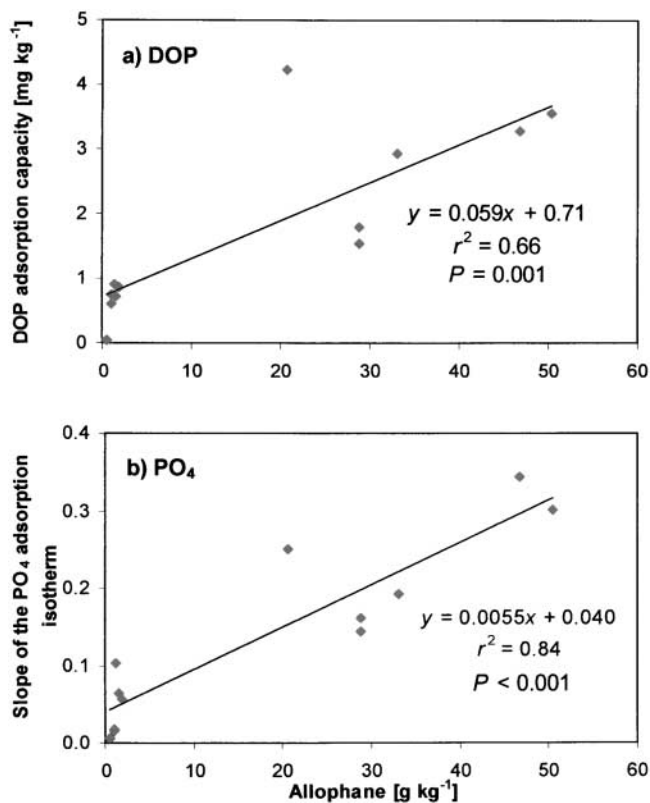 DOP adsorption capacity [mg kg⁻¹]
5
4
3
2
1
0
a) DOP
y = 0.059x + 0.71
r² = 0.66
P = 0.001
0 10 20 30 40 50 60
Slope of the PO₄ adsorption
isotherm
0.4
0.3
0.2
0.1
0.0
b) PO₄
y = 0.0055x + 0.040
r² = 0.84
P < 0.001
0 10 20 30 40 50 60
Allophane [g kg⁻¹]